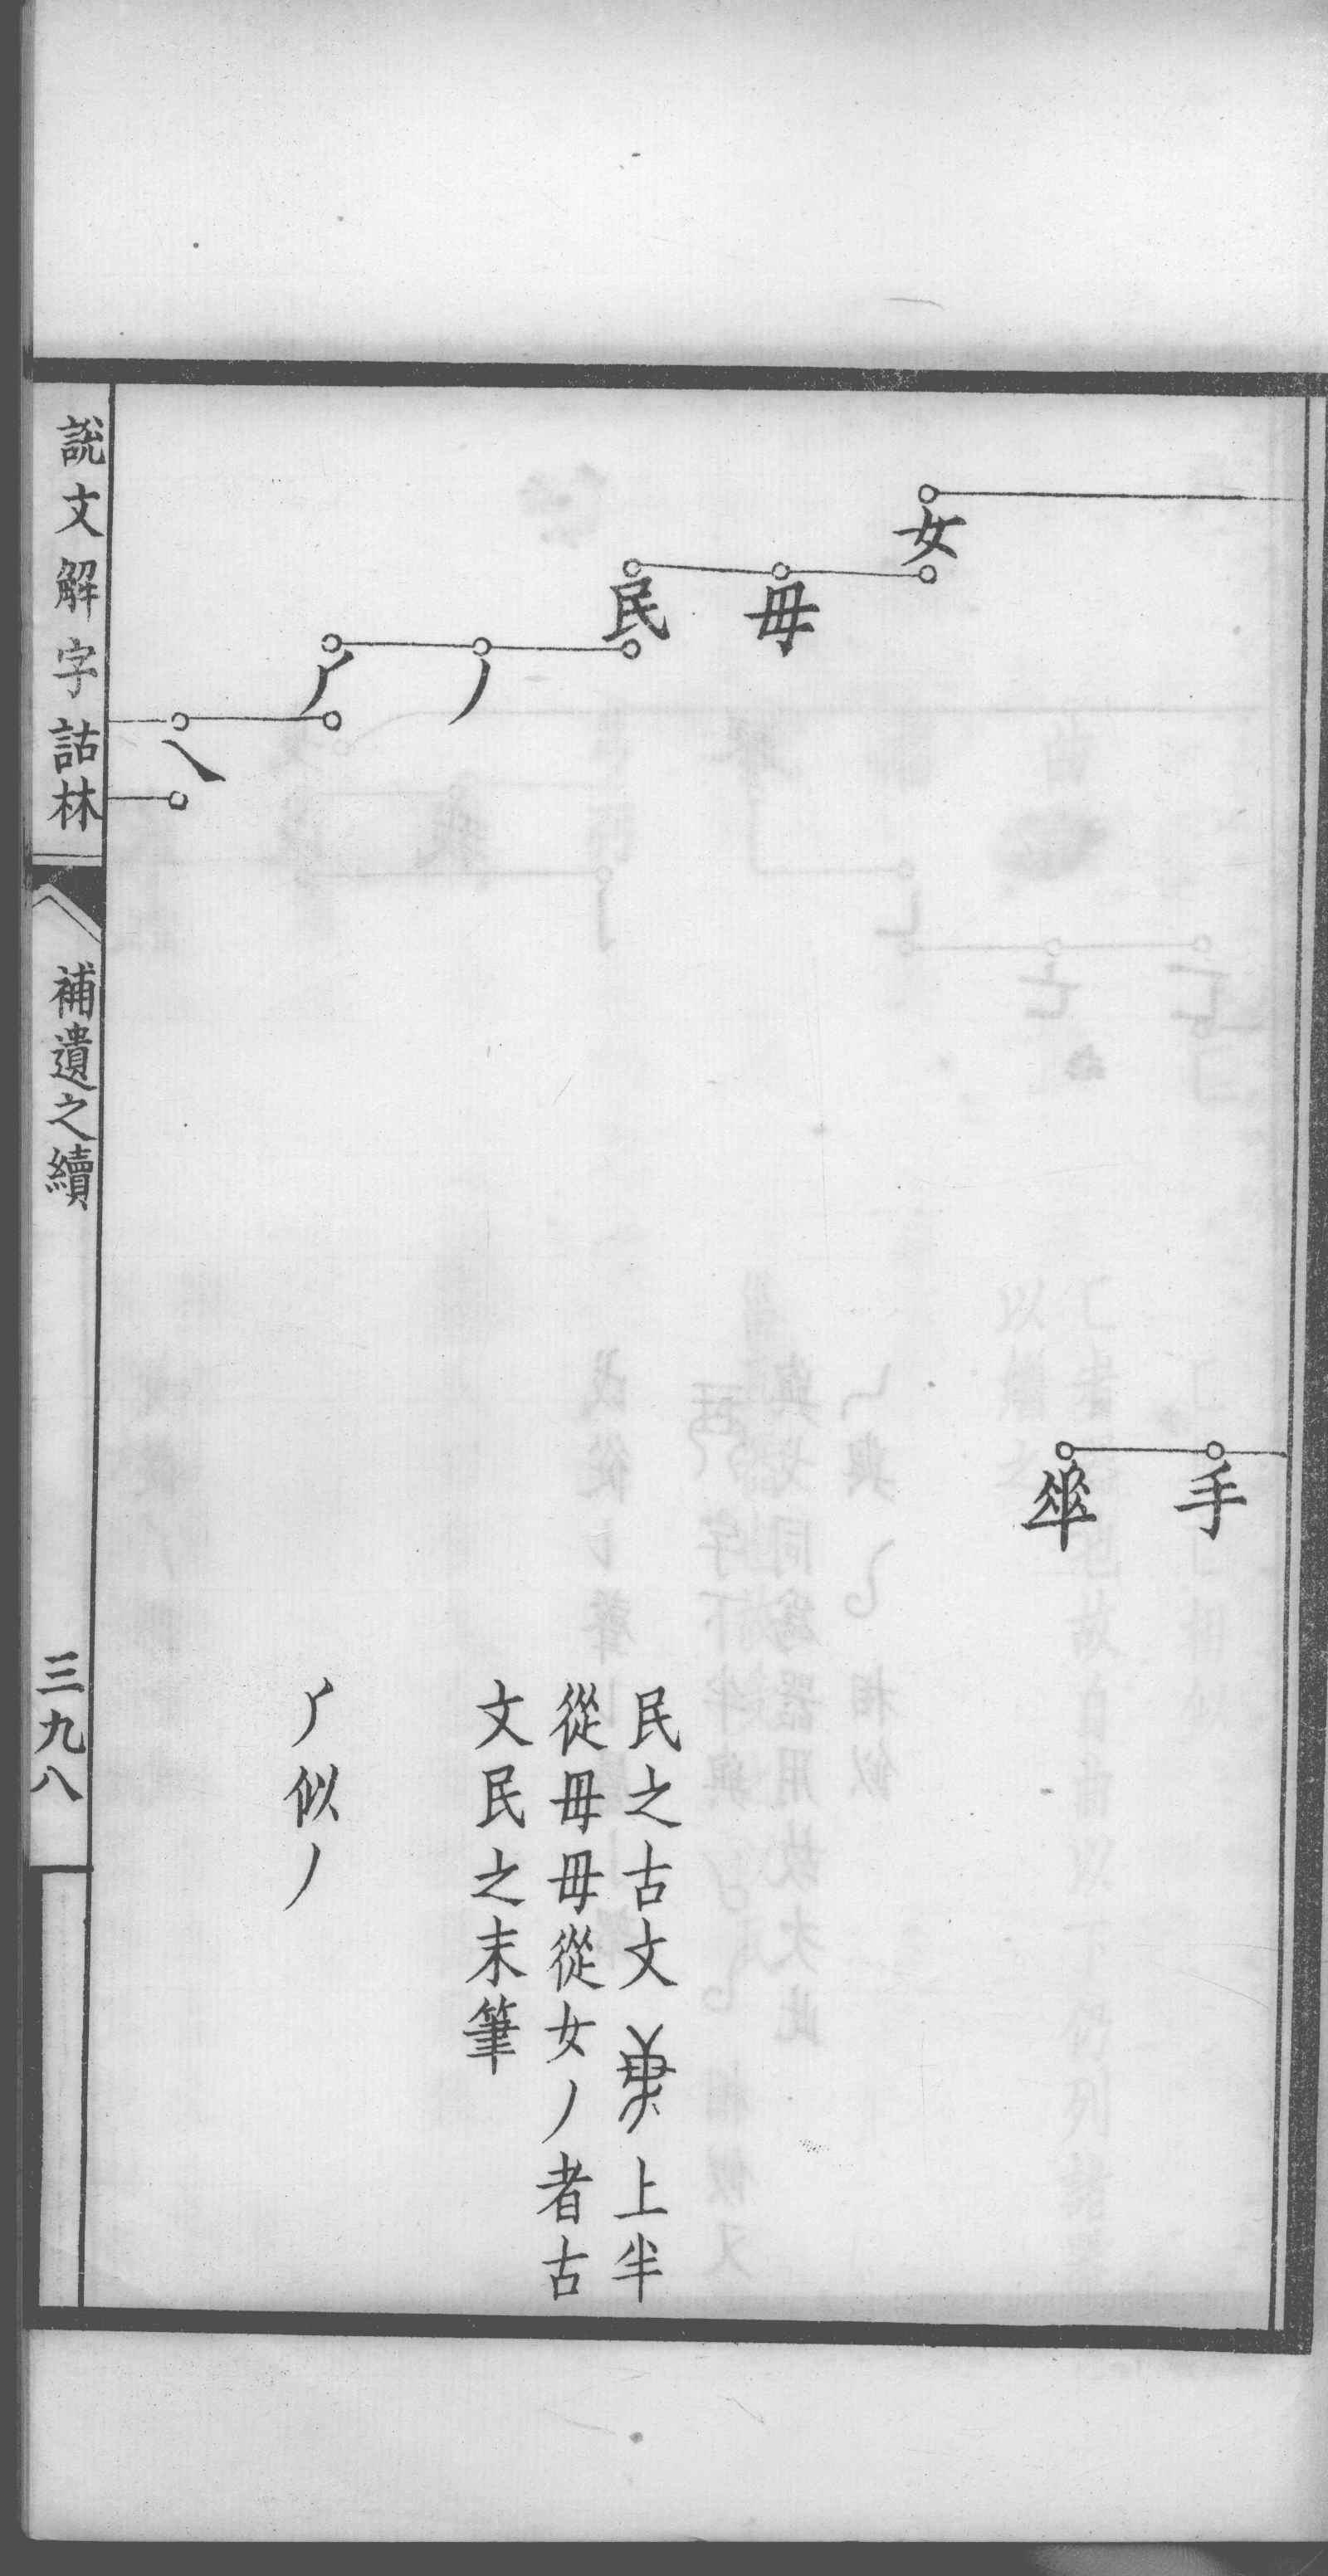 手
𠦬
女
毋
民
民之古文上半
從毋毋從女丿者古
文民之末筆
丿
𠂆
𠂆似丿
乀
說文解字詁林
補遺之續
三九八